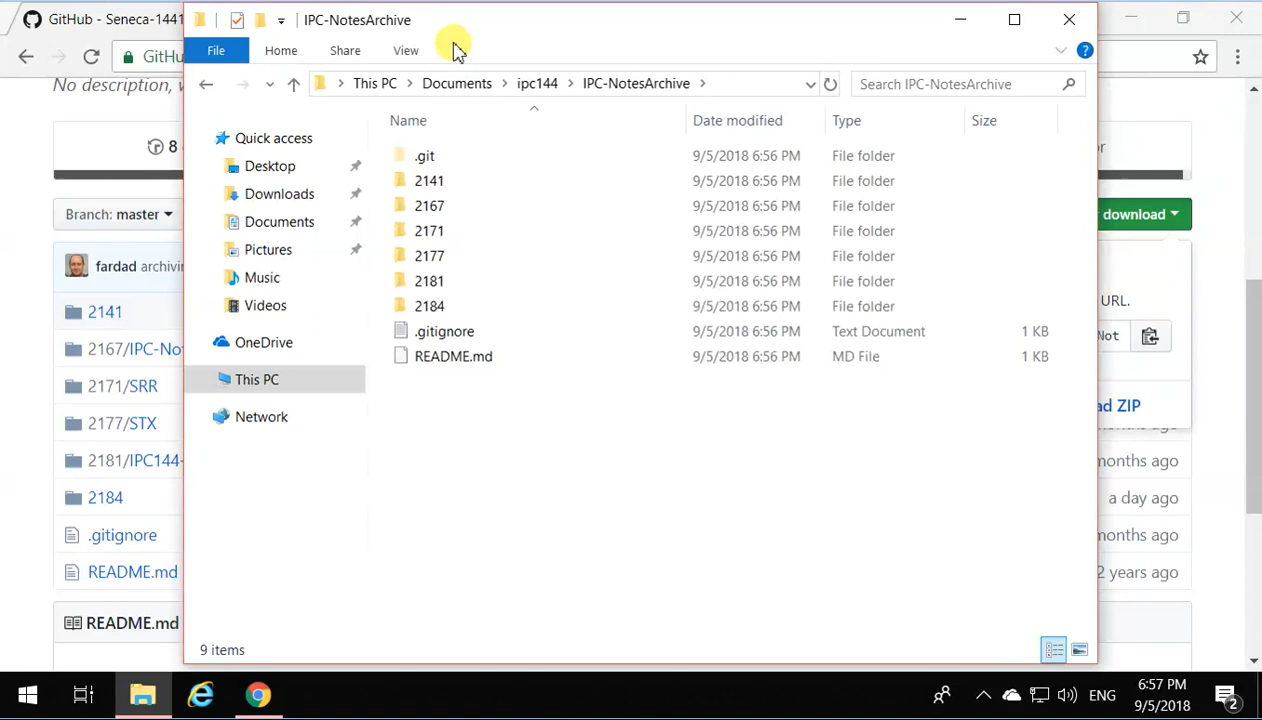 GitHub - Seneca-1441
IPC-NotesArchive
GitHu
File Home Share View
No description, w
This PC Documents ipc144 IPC-NotesArchive
Search IPC-NotesArchive
Name Date modified Type Size
Quick access
Desktop
Downloads
Documents
Pictures
Music
Videos
OneDrive
This PC
Network
.git 9/5/2018 6:56 PM File folder
2141 9/5/2018 6:56 PM File folder
2167 9/5/2018 6:56 PM File folder
2171 9/5/2018 6:56 PM File folder
2177 9/5/2018 6:56 PM File folder
2181 9/5/2018 6:56 PM File folder
2184 9/5/2018 6:56 PM File folder
.gitignore 9/5/2018 6:56 PM Text Document 1 KB
README.md 9/5/2018 6:56 PM MD File 1 KB
9 items
8
or
Branch: master
download
fardad archivin
URL.
2141
Not
2167/IPC-No
2171/SRR
ad ZIP
2177/STX
months ago
2181/IPC144-
months ago
2184
a day ago
.gitignore
months ago
README.md
2 years ago
README.md
ENG
6:57 PM
9/5/2018
2